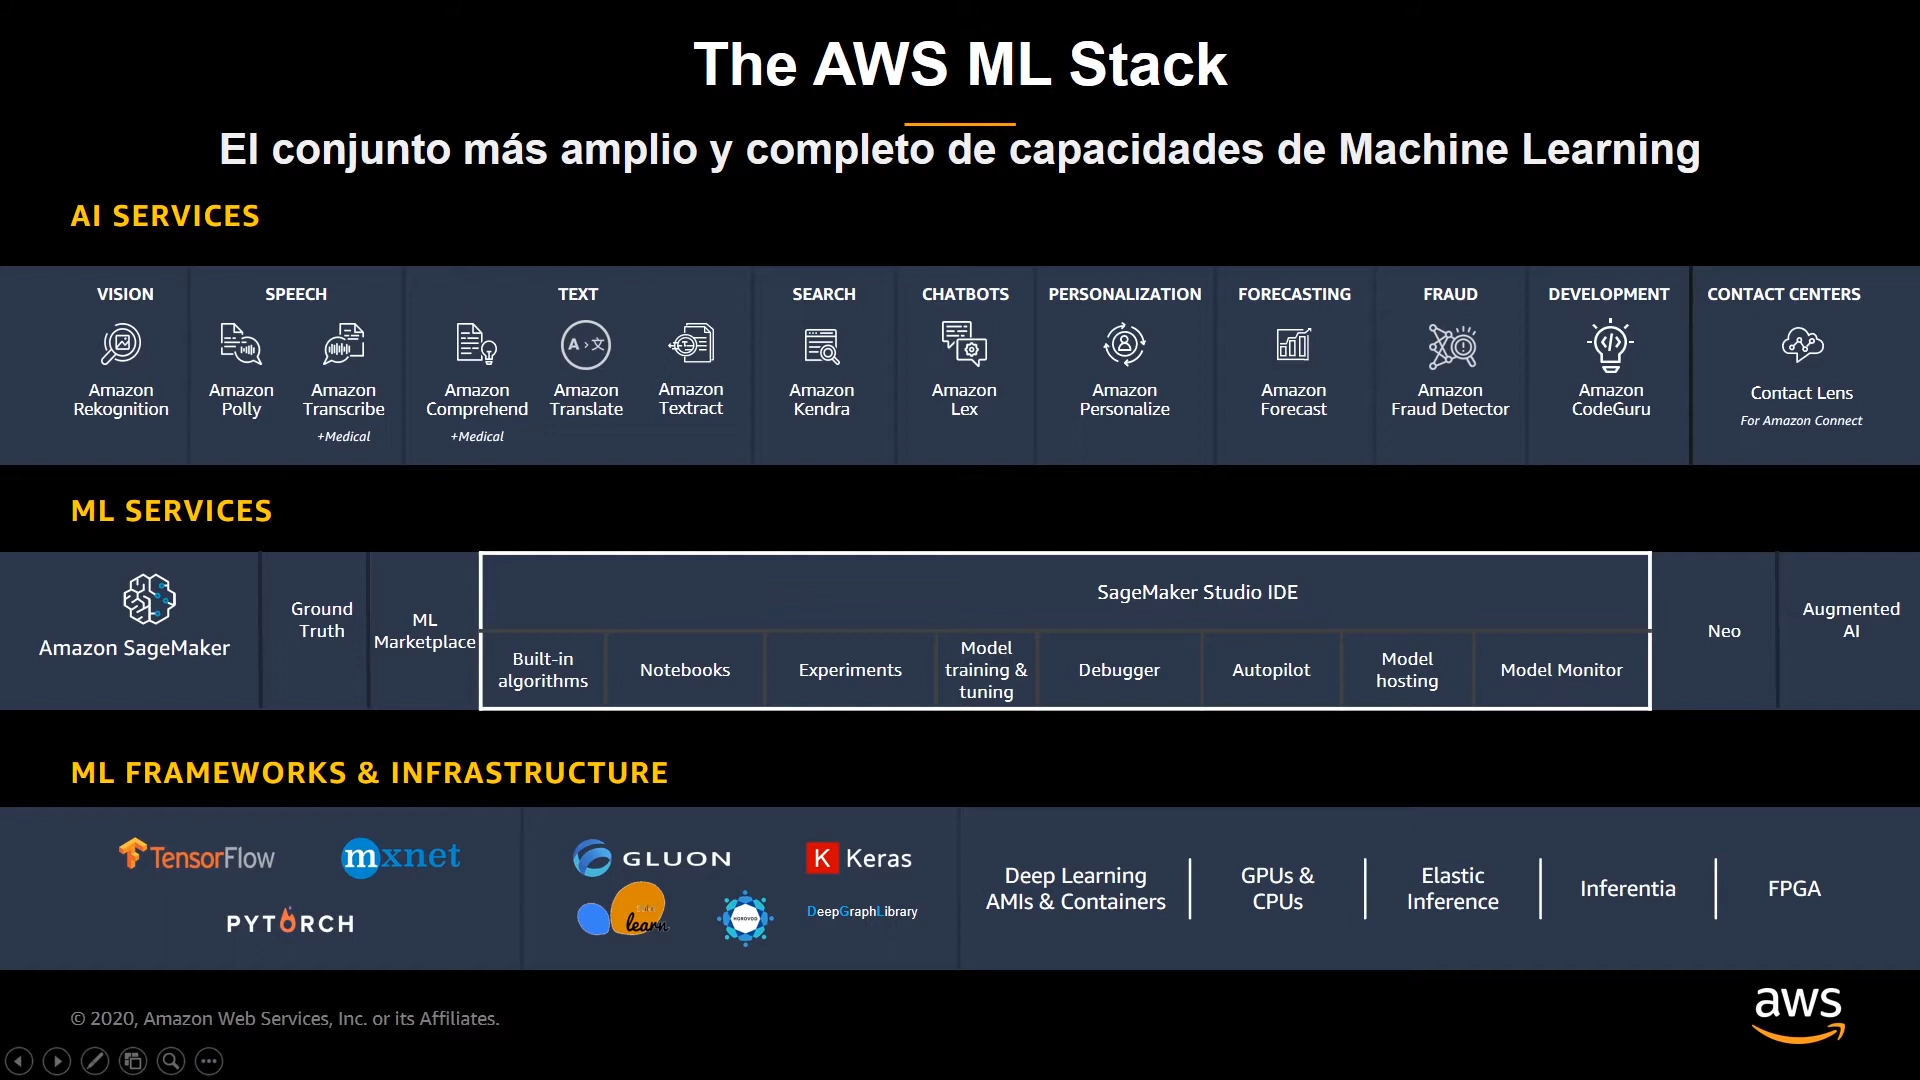 The AWS ML Stack
El conjunto más amplio y completo de capacidades de Machine Learning
AI SERVICES
VISION
Amazon
Rekognition
SPEECH
Amazon
Polly
Amazon
Transcribe
+Medical
TEXT
Amazon
Comprehend
+Medical
A > 文
Amazon
Translate
Amazon
Textract
SEARCH
Amazon
Kendra
CHATBOTS
Amazon
Lex
PERSONALIZATION
Amazon
Personalize
FORECASTING
Amazon
Forecast
FRAUD
Amazon
Fraud Detector
DEVELOPMENT
Amazon
CodeGuru
CONTACT CENTERS
Contact Lens
For Amazon Connect
ML SERVICES
Amazon SageMaker
Ground
Truth
ML
Marketplace
SageMaker Studio IDE
Built-in
algorithms
Notebooks
Experiments
Model
training &
tuning
Debugger
Autopilot
Model
hosting
Model Monitor
Neo
Augmented
AI
ML FRAMEWORKS & INFRASTRUCTURE
TensorFlow
mxnet
PYTORCH
GLUON
K Keras
learn
HOROVOD
DeepGraphLibrary
Deep Learning
AMIs & Containers
GPUs &
CPUs
Elastic
Inference
Inferentia
FPGA
© 2020, Amazon Web Services, Inc. or its Affiliates.
aws